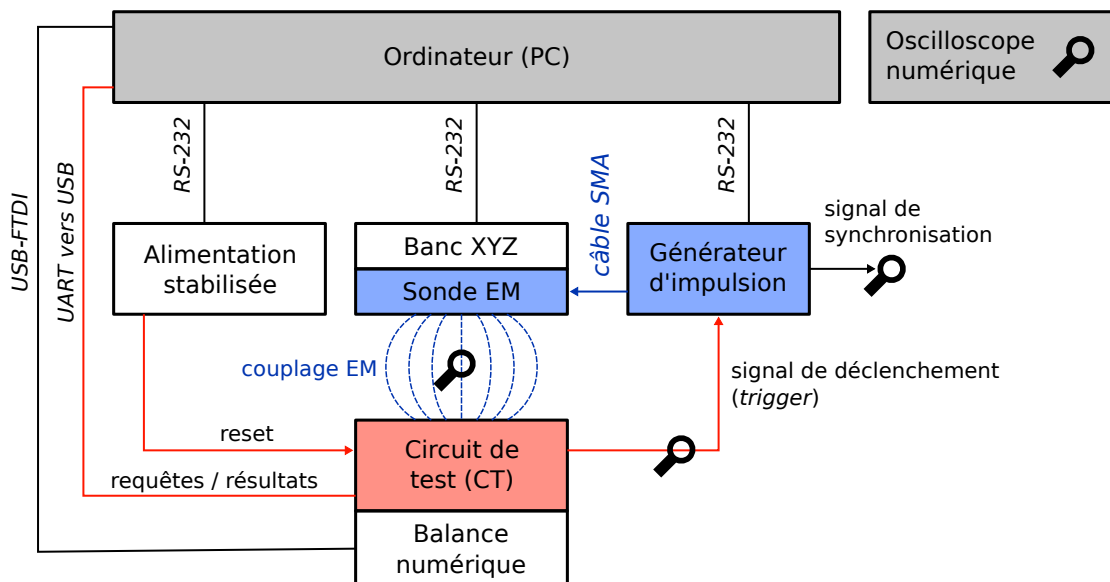 Ordinateur (PC)
Oscilloscope
numérique
RS-232
RS-232
RS-232
USB-FTDI
UART vers USB
câble SMA
signal de
synchronisation
Alimentation
stabilisée
Banc XYZ
Sonde EM
Générateur
d'impulsion
couplage EM
signal de déclenchement
(trigger)
reset
Circuit de
test (CT)
requêtes / résultats
Balance
numérique